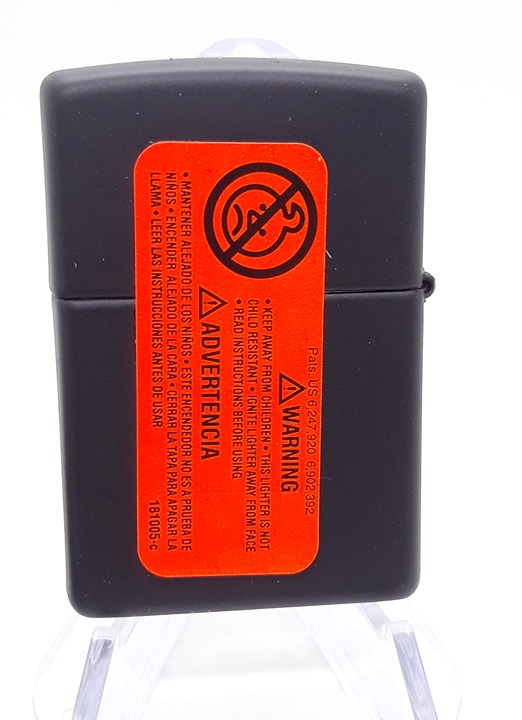 Pats. US 6,247,920 6,902,392
⚠WARNING
• KEEP AWAY FROM CHILDREN • THIS LIGHTER IS NOT
CHILD RESISTANT • IGNITE LIGHTER AWAY FROM FACE
• READ INSTRUCTIONS BEFORE USING
⚠ADVERTENCIA
• MANTENER ALEJADO DE LOS NIÑOS • ESTE ENCENDEDOR NO ES A PRUEBA DE
NIÑOS • ENCENDER ALEJADO DE LA CARA • CERRAR LA TAPA PARA APAGAR LA
LLAMA • LEER LAS INSTRUCCIONES ANTES DE USAR
181005-c